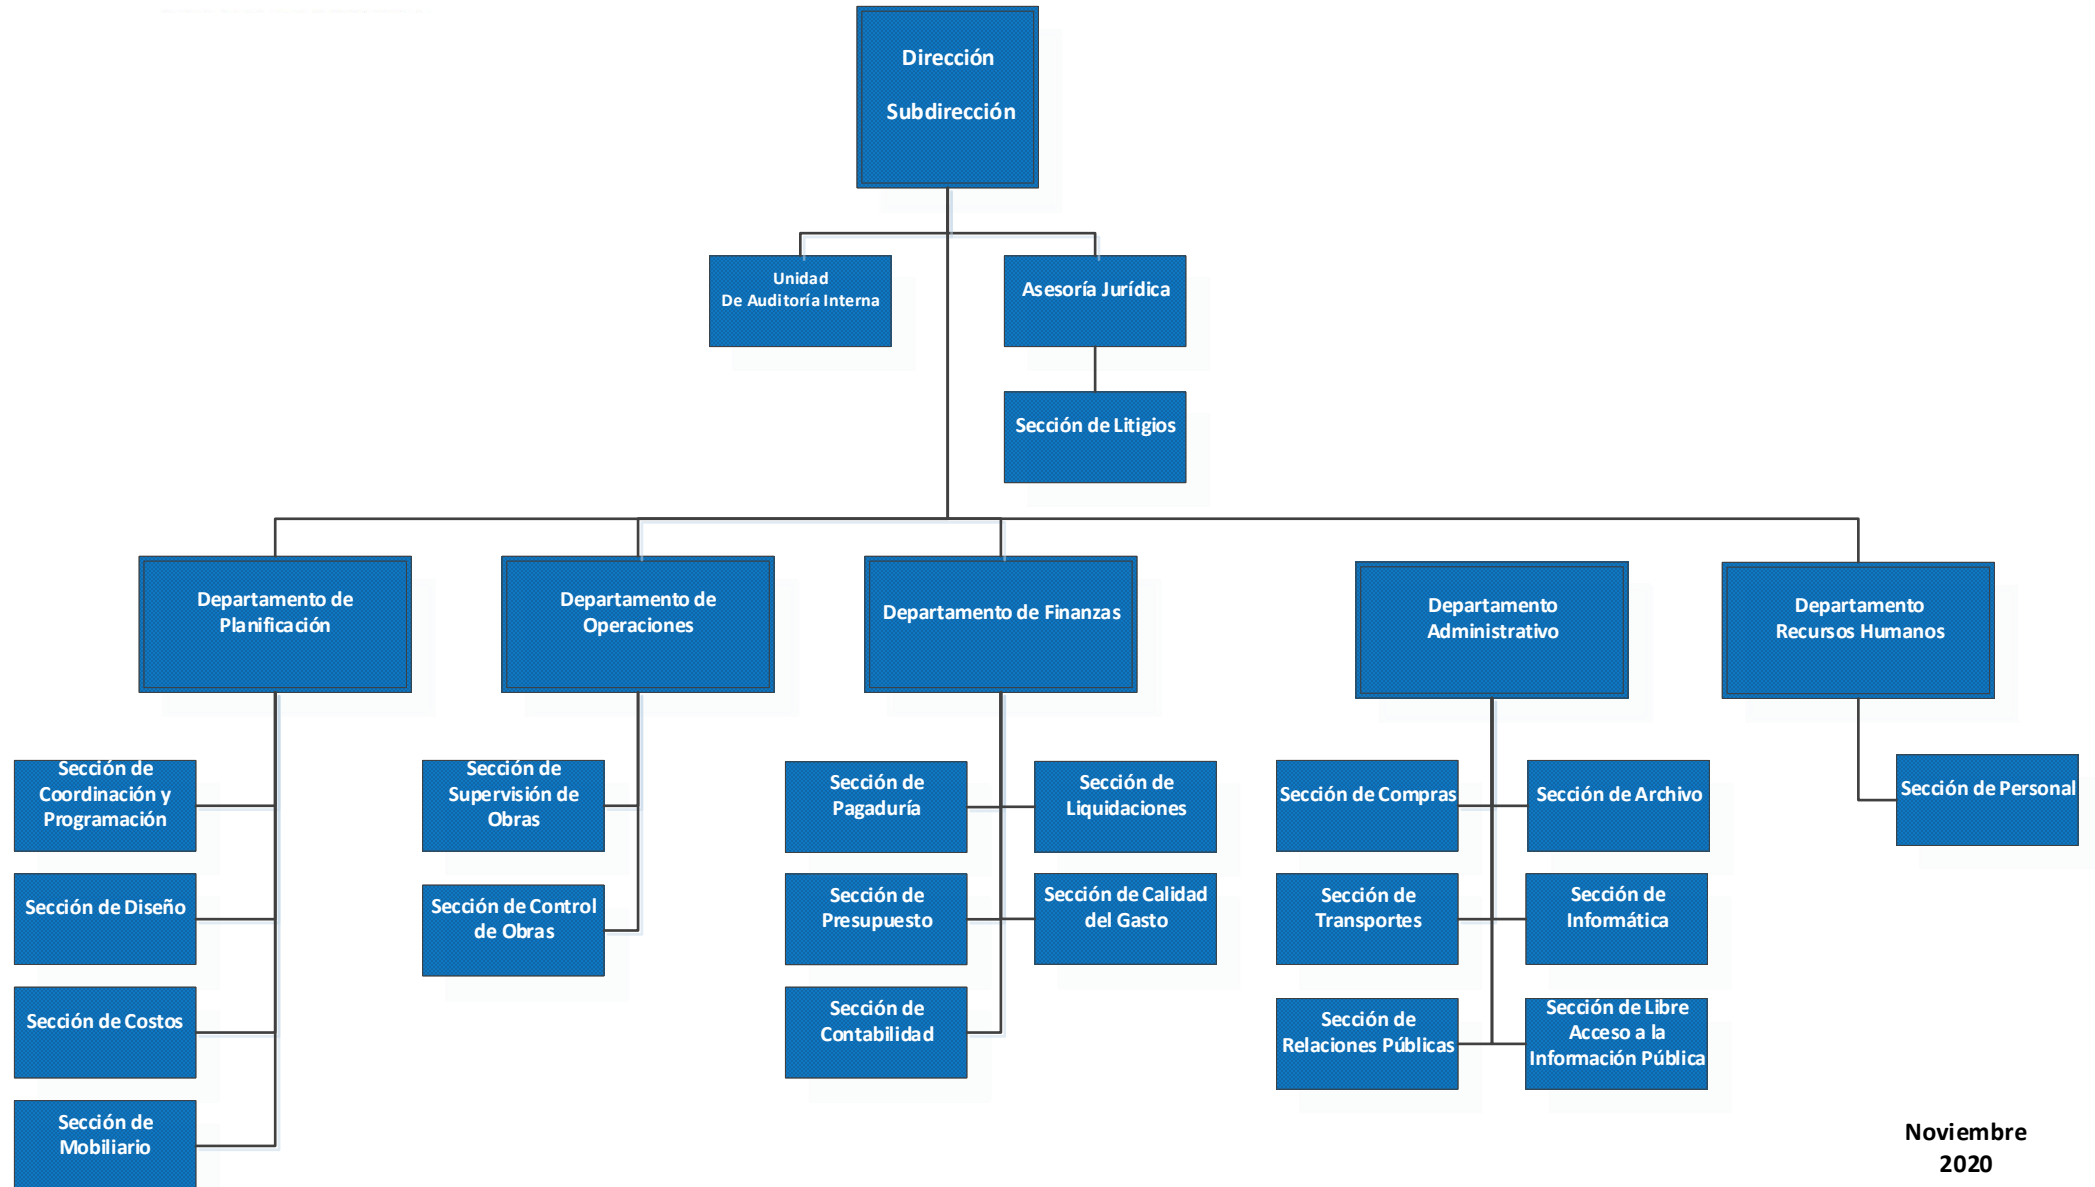 Dirección
Subdirección
Unidad
De Auditoría Interna
Asesoría Jurídica
Sección de Litigios
Departamento de
Planificación
Departamento de
Operaciones
Departamento de Finanzas
Departamento
Administrativo
Departamento
Recursos Humanos
Sección de
Coordinación y
Programación
Sección de Diseño
Sección de Costos
Sección de
Mobiliario
Sección de
Supervisión de
Obras
Sección de Control
de Obras
Sección de
Pagaduría
Sección de
Liquidaciones
Sección de
Presupuesto
Sección de Calidad
del Gasto
Sección de
Contabilidad
Sección de Compras
Sección de Archivo
Sección de
Transportes
Sección de
Informática
Sección de
Relaciones Públicas
Sección de Libre
Acceso a la
Información Pública
Sección de Personal
Noviembre
2020